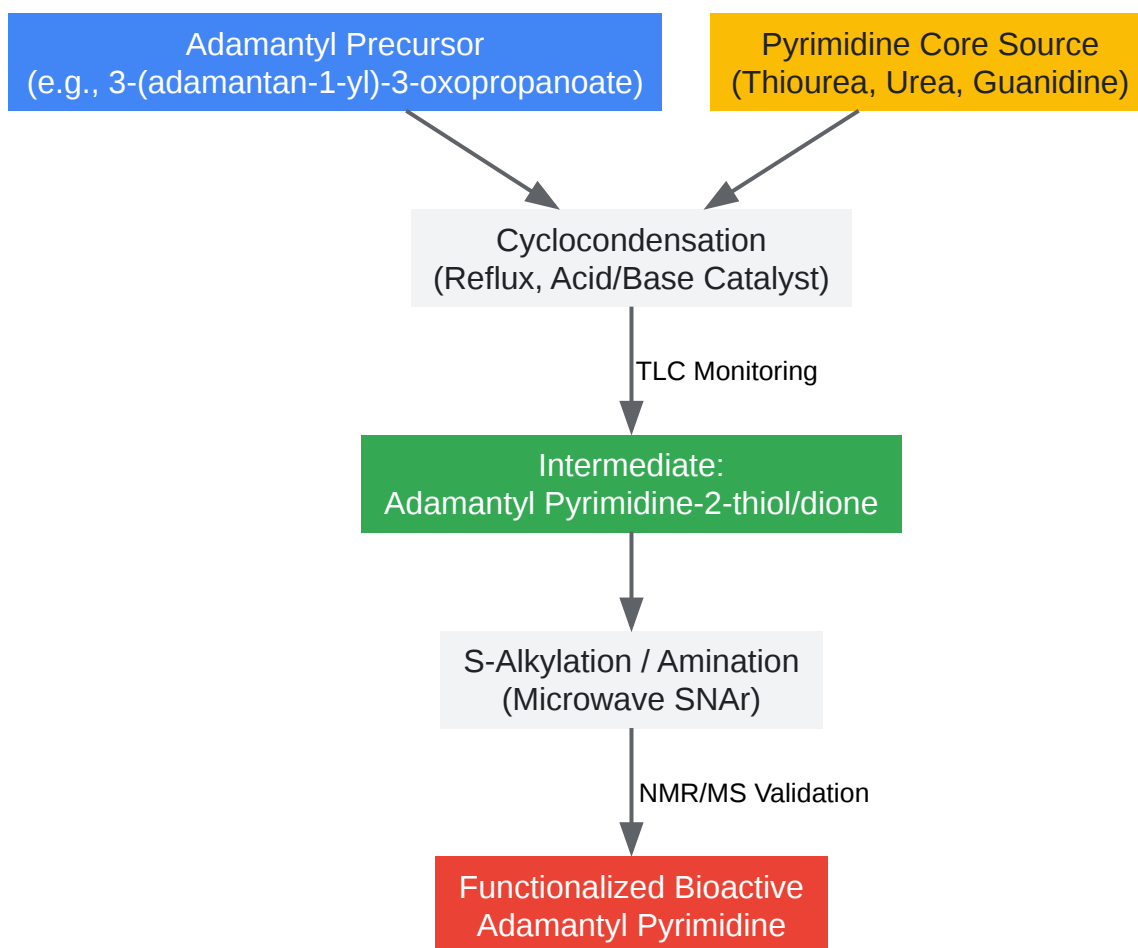 Adamantyl Precursor
(e.g., 3-(adamantan-1-yl)-3-oxopropanoate)
Pyrimidine Core Source
(Thiourea, Urea, Guanidine)
Cyclocondensation
(Reflux, Acid/Base Catalyst)
TLC Monitoring
Intermediate:
Adamantyl Pyrimidine-2-thiol/dione
S-Alkylation / Amination
(Microwave SNAr)
NMR/MS Validation
Functionalized Bioactive
Adamantyl Pyrimidine